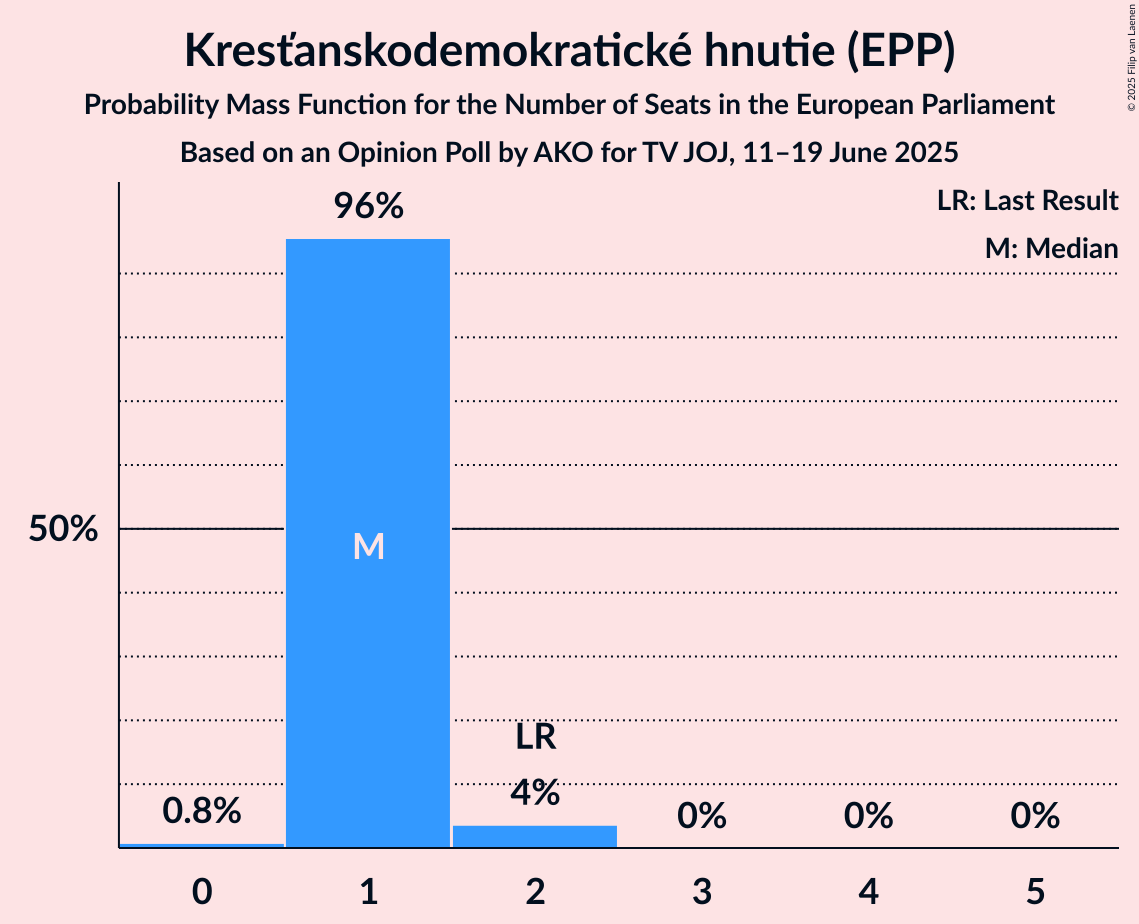 Kresťanskodemokratické hnutie (EPP)
Probability Mass Function for the Number of Seats in the European Parliament
Based on an Opinion Poll by AKO for TV JOJ, 11–19 June 2025
© 2025 Filip van Laenen
LR: Last Result
M: Median
96%
50%
M
LR
0.8%
4%
0%
0%
0%
0
1
2
3
4
5